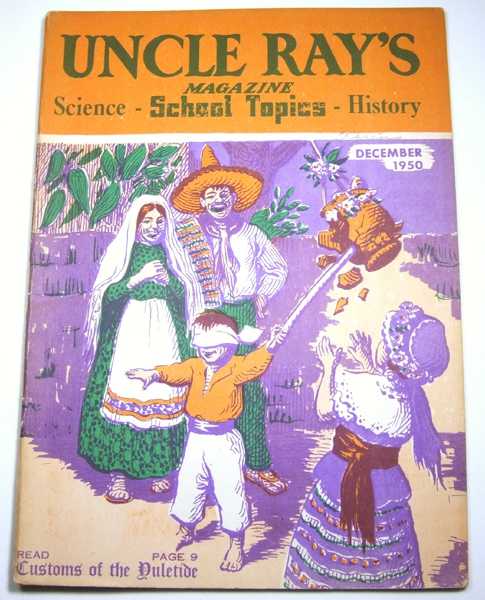 UNCLE RAY'S
MAGAZINE
Science - School Topics - History
DECEMBER
1950
READ PAGE 9
Customs of the Yuletide